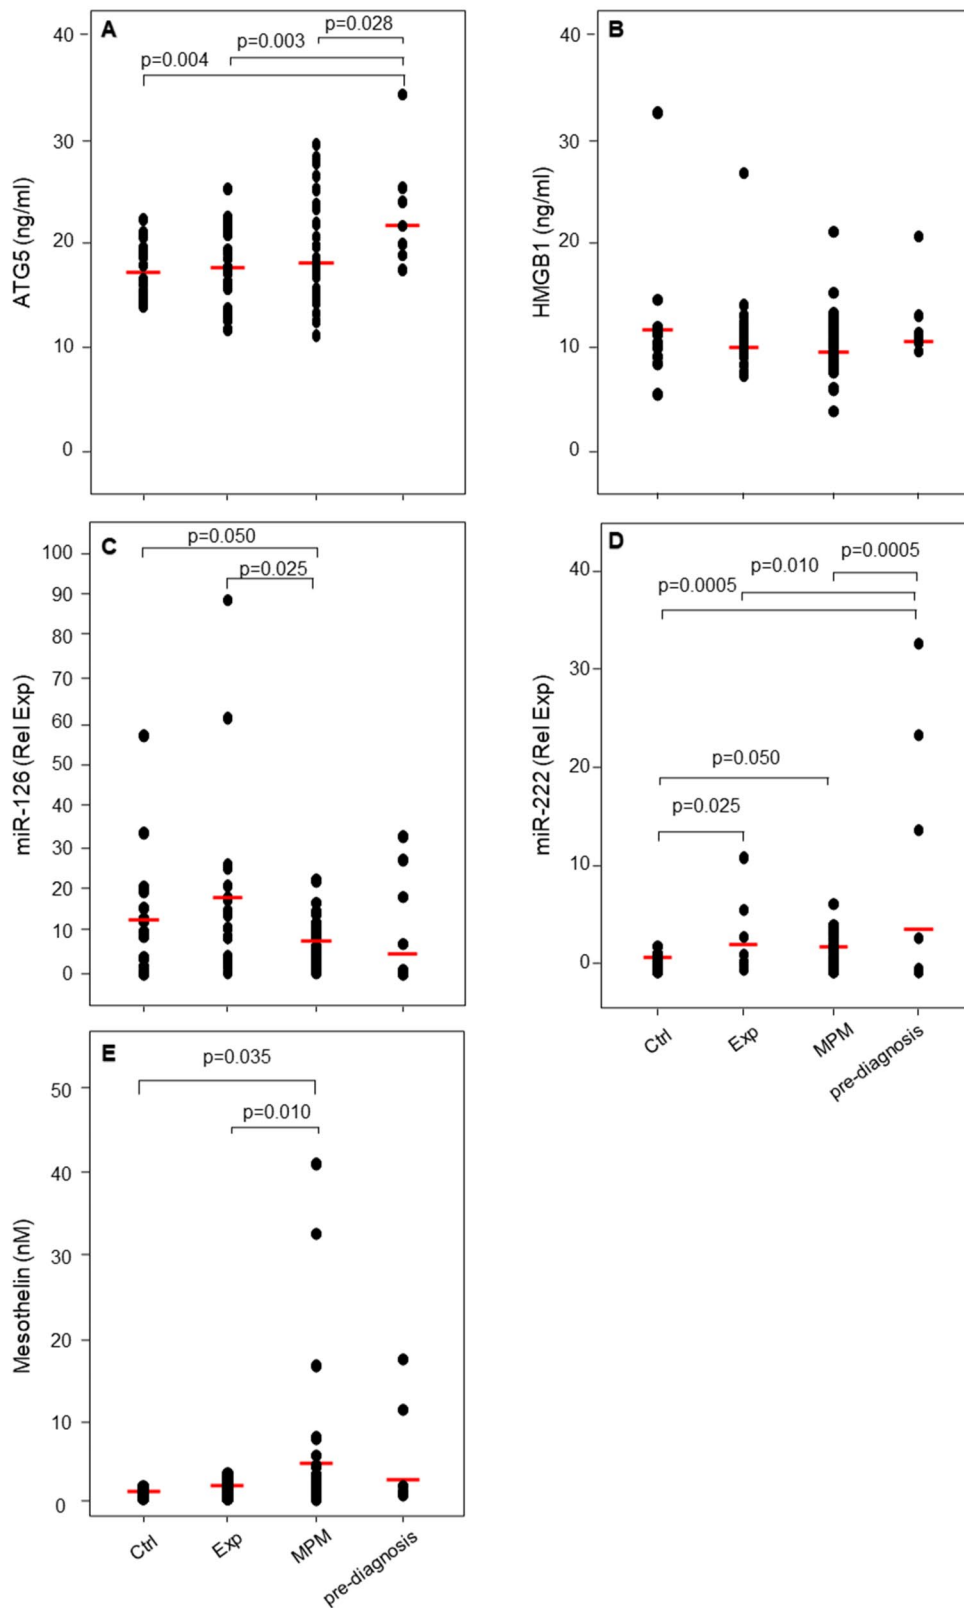 A
p=0.028
p=0.003
p=0.004
40
30
20
10
0
ATG5 (ng/ml)
B
40
30
20
10
0
HMGB1 (ng/ml)
C
p=0.050
p=0.025
100
90
80
70
60
50
40
30
20
10
0
miR-126 (Rel Exp)
D
p=0.0005
p=0.010
p=0.0005
p=0.050
p=0.025
40
30
20
10
0
miR-222 (Rel Exp)
Ctrl
Exp
MPM
pre-diagnosis
E
p=0.035
p=0.010
50
40
30
20
10
0
Mesothelin (nM)
Ctrl
Exp
MPM
pre-diagnosis